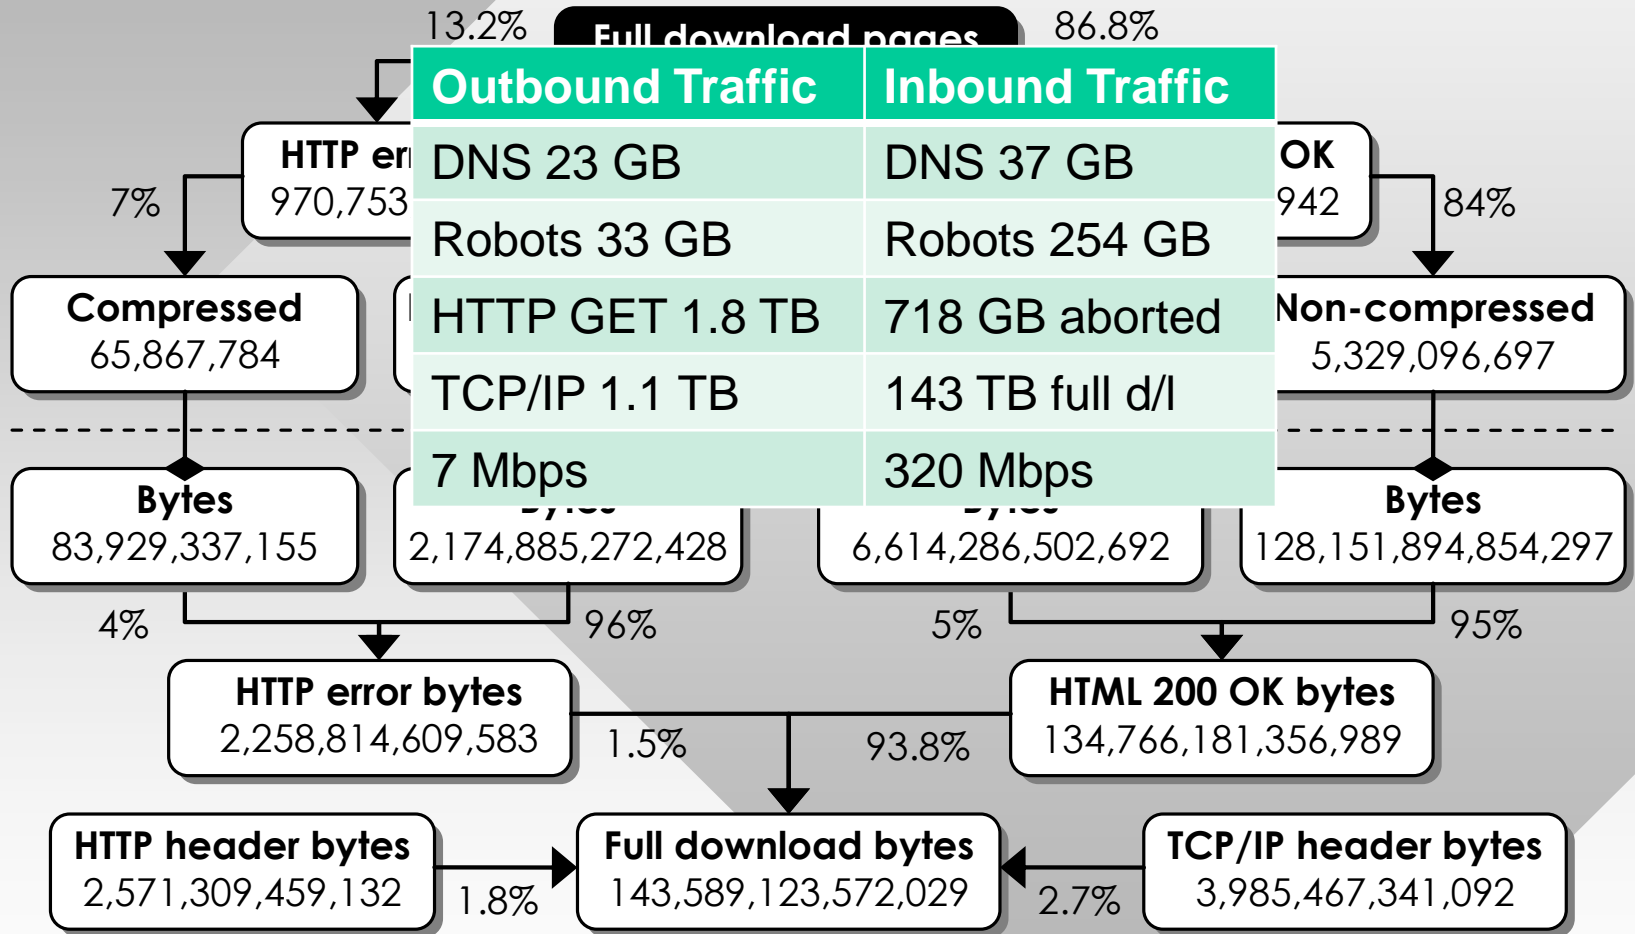 13.2%
Full download pages
86.8%
Outbound Traffic
Inbound Traffic
HTTP
970,753
DNS 23 GB
DNS 37 GB
OK
942
7%
84%
Robots 33 GB
Robots 254 GB
Compressed
65,867,784
HTTP GET 1.8 TB
718 GB aborted
Non-compressed
5,329,096,697
TCP/IP 1.1 TB
143 TB full d/l
7 Mbps
320 Mbps
Bytes
83,929,337,155
Bytes
2,174,885,272,428
Bytes
6,614,286,502,692
Bytes
128,151,894,854,297
4%
96%
5%
95%
HTTP error bytes
2,258,814,609,583
1.5%
93.8%
HTML 200 OK bytes
134,766,181,356,989
HTTP header bytes
2,571,309,459,132
1.8%
Full download bytes
143,589,123,572,029
2.7%
TCP/IP header bytes
3,985,467,341,092